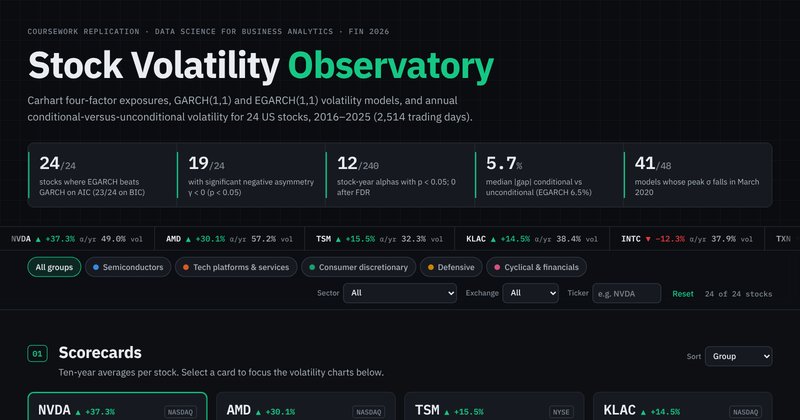 COURSEWORK REPLICATION · DATA SCIENCE FOR BUSINESS ANALYTICS · FIN 2026
Stock Volatility Observatory
Carhart four-factor exposures, GARCH(1,1) and EGARCH(1,1) volatility models, and annual
conditional-versus-unconditional volatility for 24 US stocks, 2016–2025 (2,514 trading days).
24/24
stocks where EGARCH beats
GARCH on AIC (23/24 on BIC)
19/24
with significant negative asymmetry
γ < 0 (p < 0.05)
12/240
stock-year alphas with p < 0.05; 0
after FDR
5.7%
median |gap| conditional vs
unconditional (EGARCH 6.5%)
41/48
models whose peak σ falls in March
2020
NVDA ▲ +37.3% α/yr 49.0% vol AMD ▲ +30.1% α/yr 57.2% vol TSM ▲ +15.5% α/yr 32.3% vol KLAC ▲ +14.5% α/yr 38.4% vol INTC ▼ −12.3% α/yr 37.9% vol TXN
All groups Semiconductors Tech platforms & services Consumer discretionary Defensive Cyclical & financials
Sector All Exchange All Ticker e.g. NVDA Reset 24 of 24 stocks
01 Scorecards Sort Group
Ten-year averages per stock. Select a card to focus the volatility charts below.
NVDA ▲ +37.3% NASDAQ AMD ▲ +30.1% NASDAQ TSM ▲ +15.5% NYSE KLAC ▲ +14.5% NASDAQ